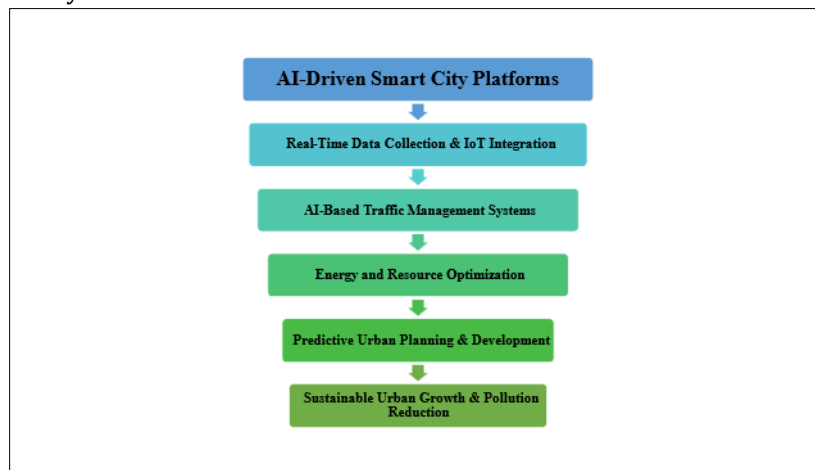 AI-Driven Smart City Platforms
Real-Time Data Collection & IoT Integration
AI-Based Traffic Management Systems
Energy and Resource Optimization
Predictive Urban Planning & Development
Sustainable Urban Growth & Pollution
Reduction